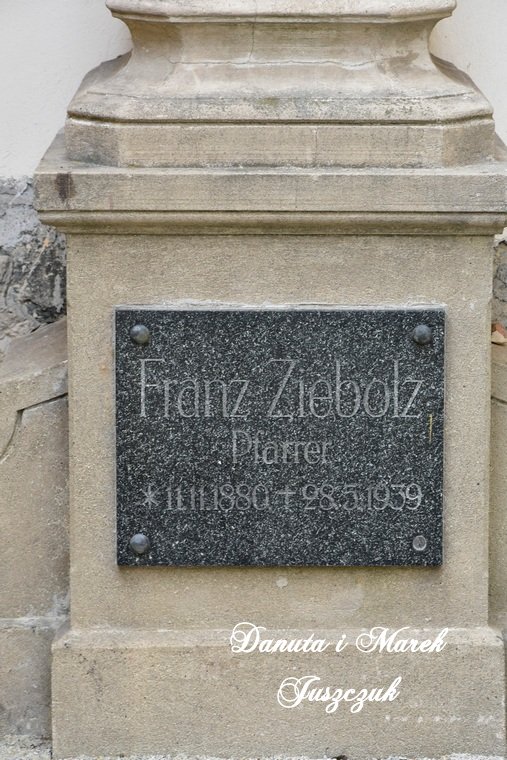 Franz Ziebolz
Pfarrer
* 11.11.1880. + 28.5.1939
Danuta i Marek
Juszczuk